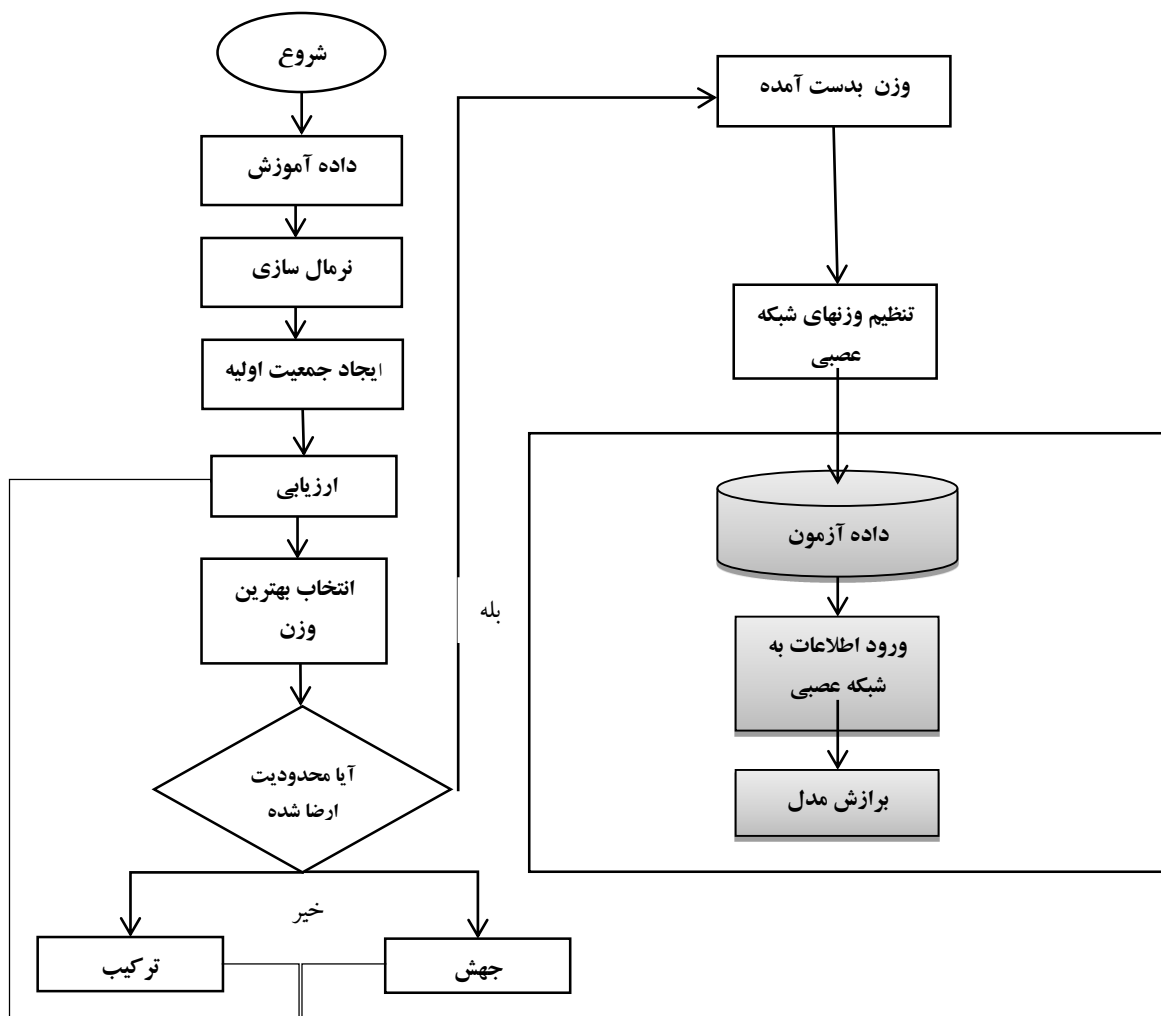 شروع
داده آموزش
نرمال سازی
ایجاد جمعیت اولیه
ارزیابی
انتخاب بهترین
وزن
آیا محدودیت
ارضا شده
بله
خیر
ترکیب
جهش
وزن بدست آمده
تنظیم وزنهای شبکه
عصبی
داده آزمون
ورود اطلاعات به
شبکه عصبی
برازش مدل